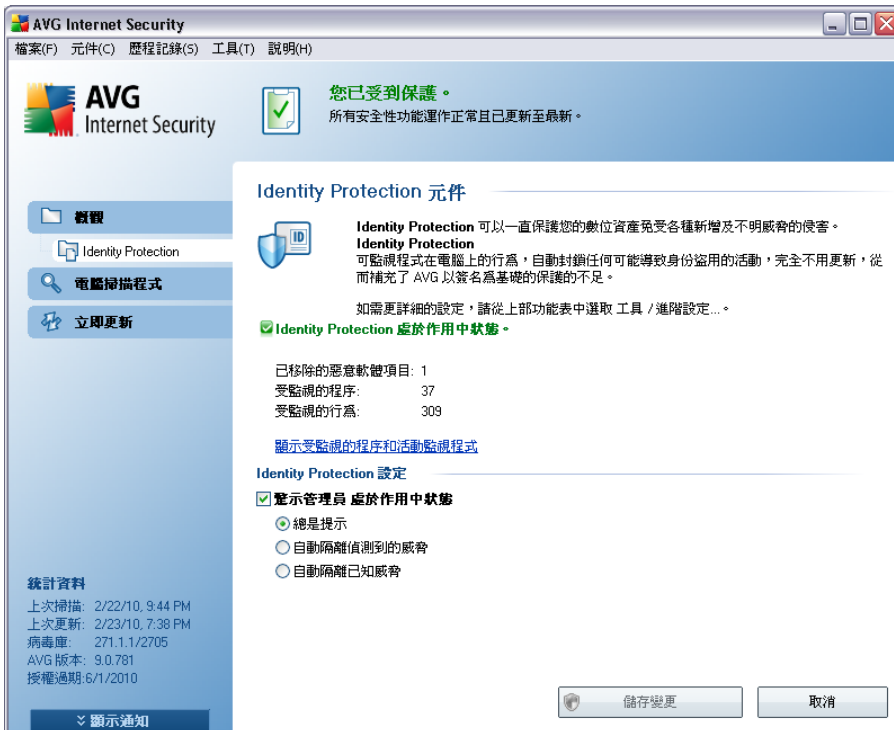 AVG Internet Security
檔案(F) 元件(C) 歷程記錄(S) 工具(T) 說明(H)
AVG
Internet Security
您已受到保護。
所有安全性功能運作正常且已更新至最新。
概觀
Identity Protection
電腦掃描程式
立即更新
Identity Protection 元件
Identity Protection 可以一直保護您的數位資產免受各種新增及不明威脅的侵害。
Identity Protection
可監視程式在電腦上的行為，自動封鎖任何可能導致身份盜用的活動，完全不用更新，從
而補充了 AVG 以簽名為基礎的保護的不足。
如需更詳細的設定，請從上部功能表中選取 工具 / 進階設定...。
Identity Protection 處於作用中狀態。
已移除的惡意軟體項目: 1
受監視的程序: 37
受監視的行為: 309
顯示受監視的程序和活動監視程式
Identity Protection 設定
警示管理員 處於作用中狀態
總是提示
自動隔離偵測到的威脅
自動隔離已知威脅
統計資料
上次掃描: 2/22/10, 9:44 PM
上次更新: 2/23/10, 7:38 PM
病毒庫: 271.1.1/2705
AVG 版本: 9.0.781
授權過期:6/1/2010
顯示通知
儲存變更
取消
ID